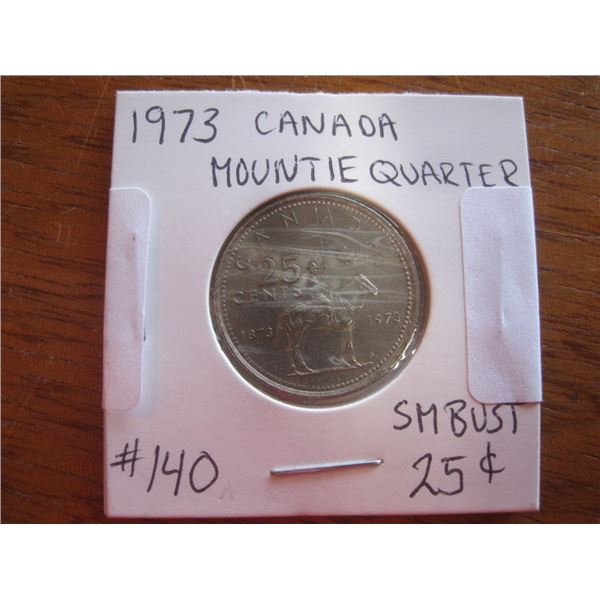 1973 CANADA
MOUNTIE QUARTER
CANADA
25
CENTS
1873 1973
SM BUST
#140 25¢